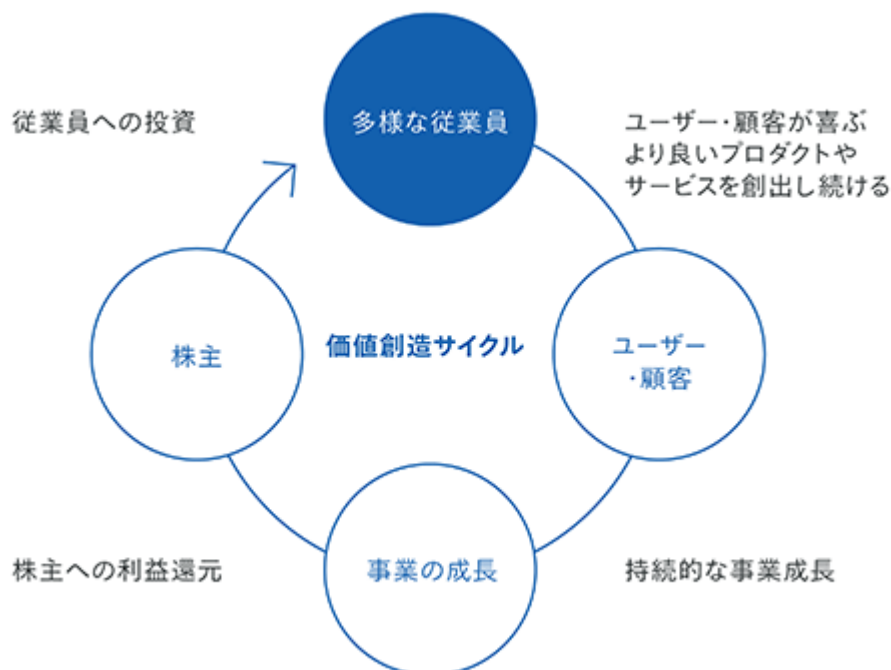 多様な従業員
従業員への投資
ユーザー・顧客が喜ぶ
より良いプロダクトや
サービスを創出し続ける
株主
価値創造サイクル
ユーザー
・顧客
株主への利益還元
事業の成長
持続的な事業成長